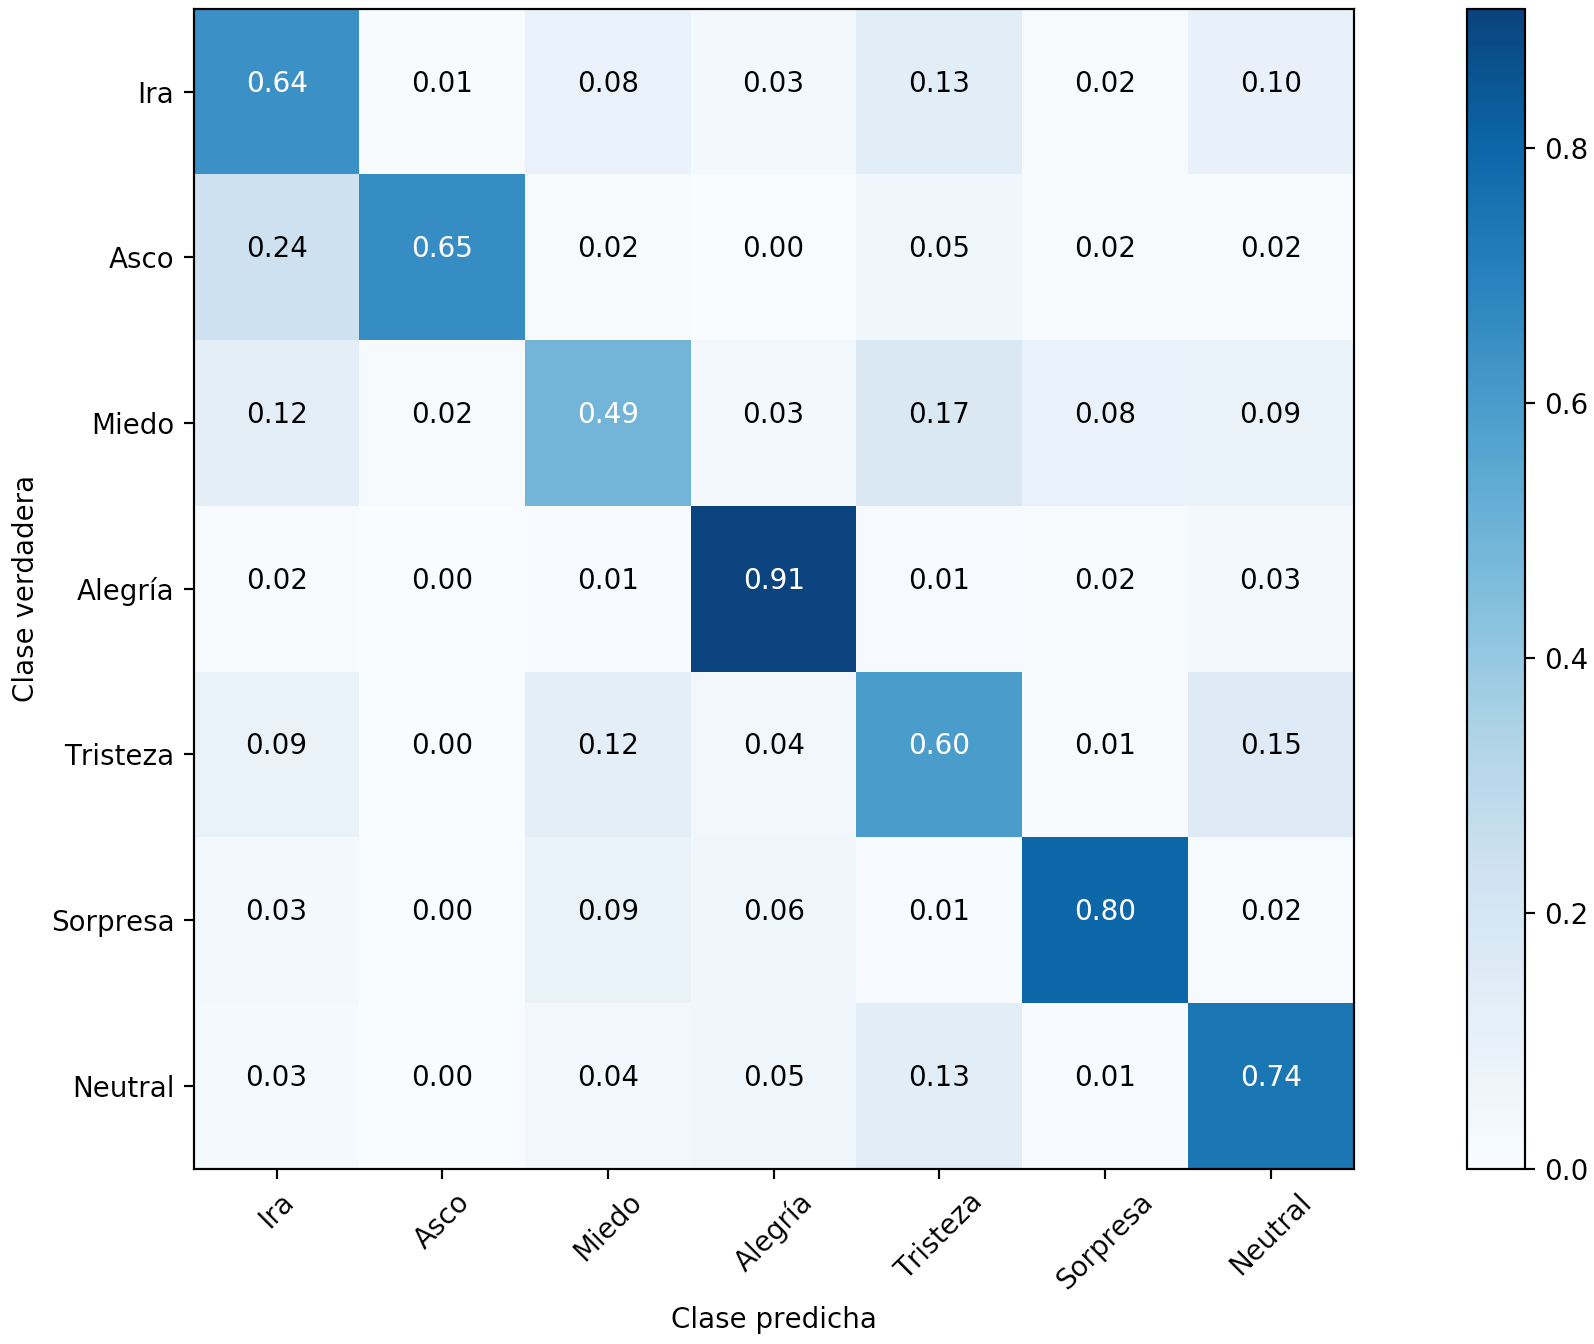 Ira 0.64 0.01 0.08 0.03 0.13 0.02 0.10
Asco 0.24 0.65 0.02 0.00 0.05 0.02 0.02
Miedo 0.12 0.02 0.49 0.03 0.17 0.08 0.09
Alegría 0.02 0.00 0.01 0.91 0.01 0.02 0.03
Tristeza 0.09 0.00 0.12 0.04 0.60 0.01 0.15
Sorpresa 0.03 0.00 0.09 0.06 0.01 0.80 0.02
Neutral 0.03 0.00 0.04 0.05 0.13 0.01 0.74
Clase verdadera
Ira Asco Miedo Alegría Tristeza Sorpresa Neutral
Clase predicha
0.8
0.6
0.4
0.2
0.0